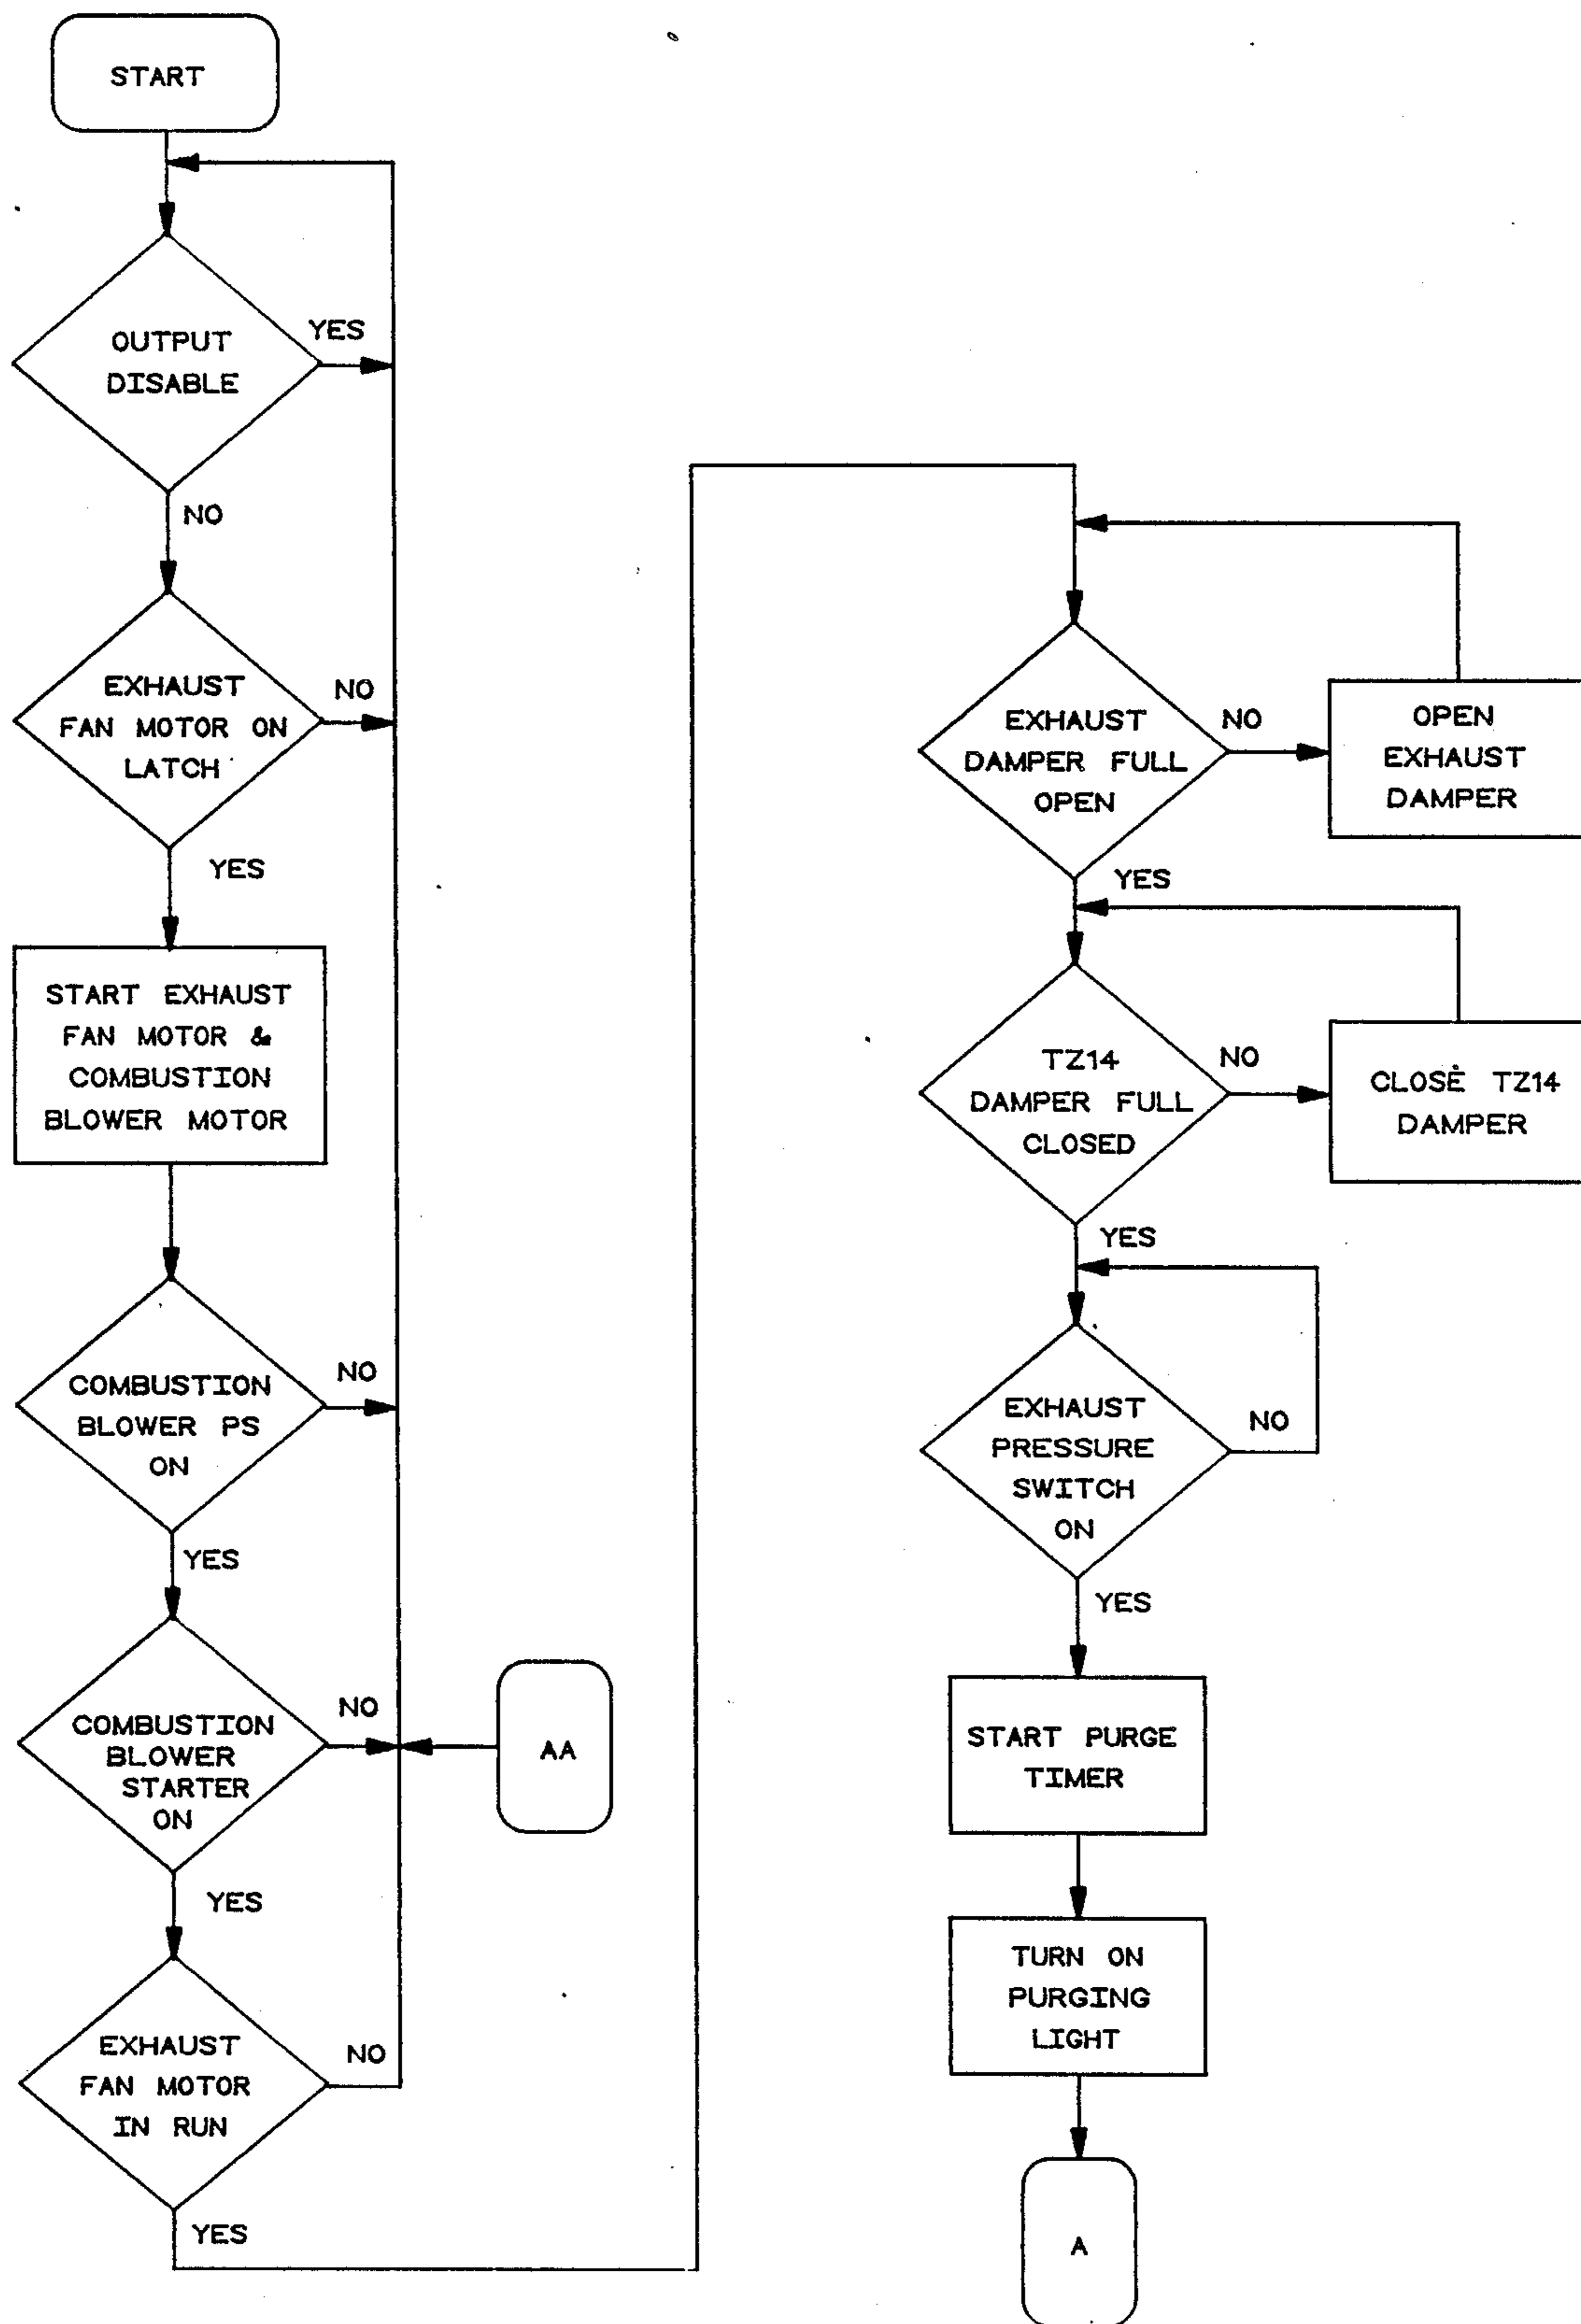 START
OUTPUT
DISABLE
YES
NO
EXHAUST
FAN MOTOR ON
LATCH
NO
YES
START EXHAUST
FAN MOTOR &
COMBUSTION
BLOWER MOTOR
COMBUSTION
BLOWER PS
ON
NO
YES
COMBUSTION
BLOWER
STARTER
ON
NO
AA
YES
EXHAUST
FAN MOTOR
IN RUN
NO
YES
EXHAUST
DAMPER FULL
OPEN
NO
OPEN
EXHAUST
DAMPER
YES
TZ14
DAMPER FULL
CLOSED
NO
CLOSE TZ14
DAMPER
YES
EXHAUST
PRESSURE
SWITCH
ON
NO
YES
START PURGE
TIMER
TURN ON
PURGING
LIGHT
A